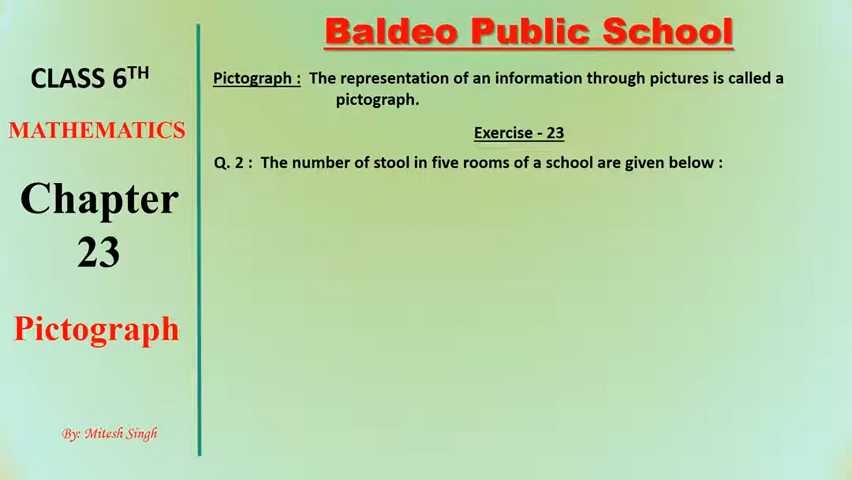 Baldeo Public School
CLASS 6TH
MATHEMATICS
Chapter
23
Pictograph
By: Mitesh Singh
Pictograph : The representation of an information through pictures is called a
pictograph.
Exercise - 23
Q. 2 : The number of stool in five rooms of a school are given below :